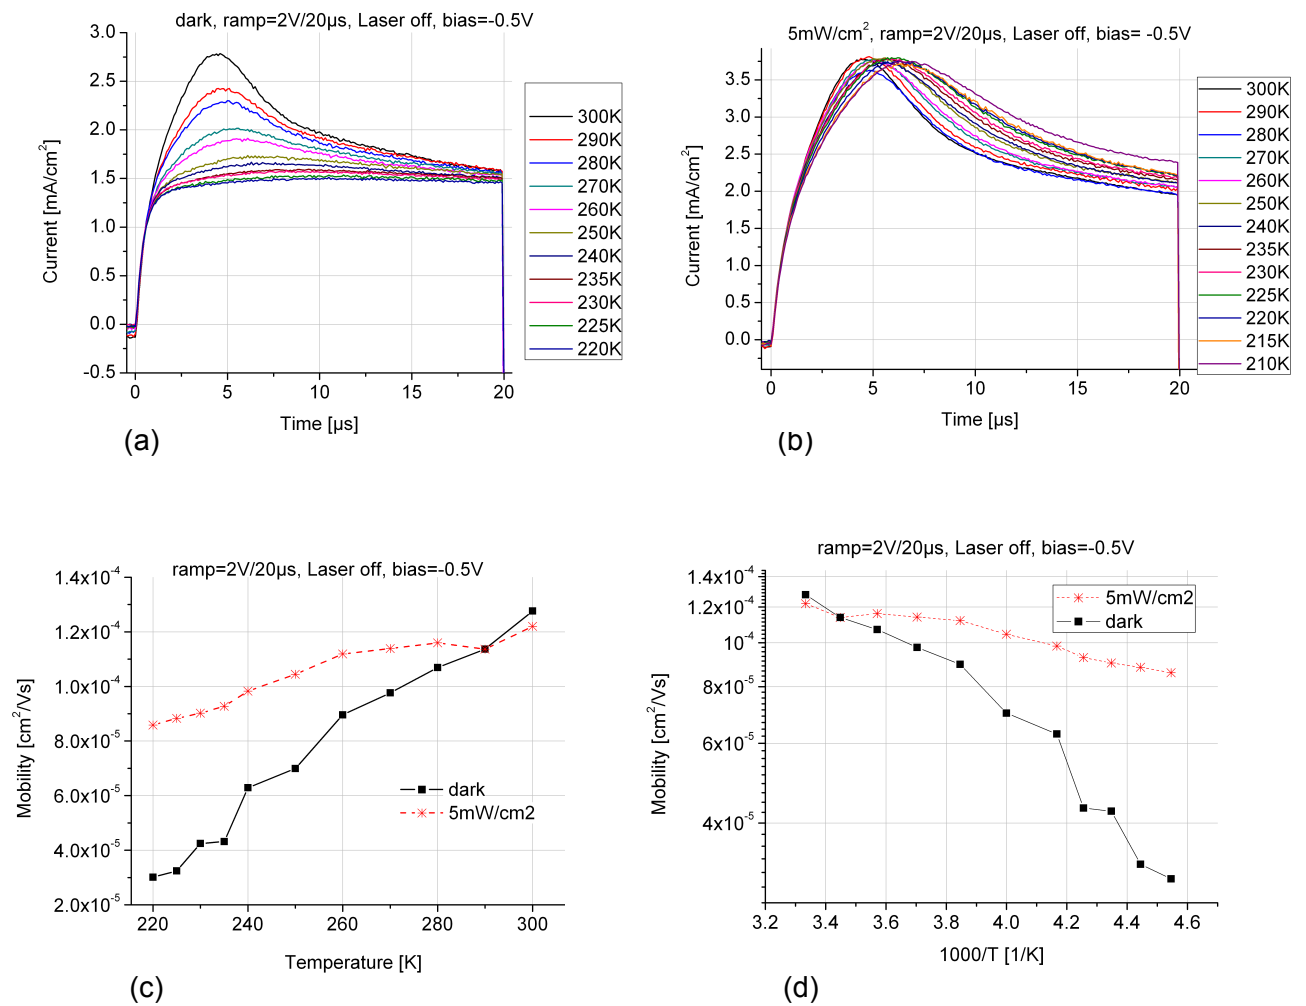 dark, ramp=2V/20µs, Laser off, bias=-0.5V
3.0
2.5
2.0
1.5
1.0
0.5
0.0
-0.5
Current [mA/cm²]
0 5 10 15 20
Time [µs]
300K
290K
280K
270K
260K
250K
240K
235K
230K
225K
220K
(a)
5mW/cm², ramp=2V/20µs, Laser off, bias= -0.5V
3.5
3.0
2.5
2.0
1.5
1.0
0.5
0.0
Current [mA/cm²]
0 5 10 15 20
Time [µs]
300K
290K
280K
270K
260K
250K
240K
235K
230K
225K
220K
215K
210K
(b)
ramp=2V/20µs, Laser off, bias=-0.5V
1.4x10⁻⁴
1.2x10⁻⁴
1.0x10⁻⁴
8.0x10⁻⁵
6.0x10⁻⁵
4.0x10⁻⁵
2.0x10⁻⁵
Mobility [cm²/Vs]
dark
5mW/cm2
220 240 260 280 300
Temperature [K]
(c)
ramp=2V/20µs, Laser off, bias=-0.5V
1.4x10⁻⁴
1.2x10⁻⁴
10⁻⁴
8x10⁻⁵
6x10⁻⁵
4x10⁻⁵
Mobility [cm²/Vs]
5mW/cm2
dark
3.2 3.4 3.6 3.8 4.0 4.2 4.4 4.6
1000/T [1/K]
(d)